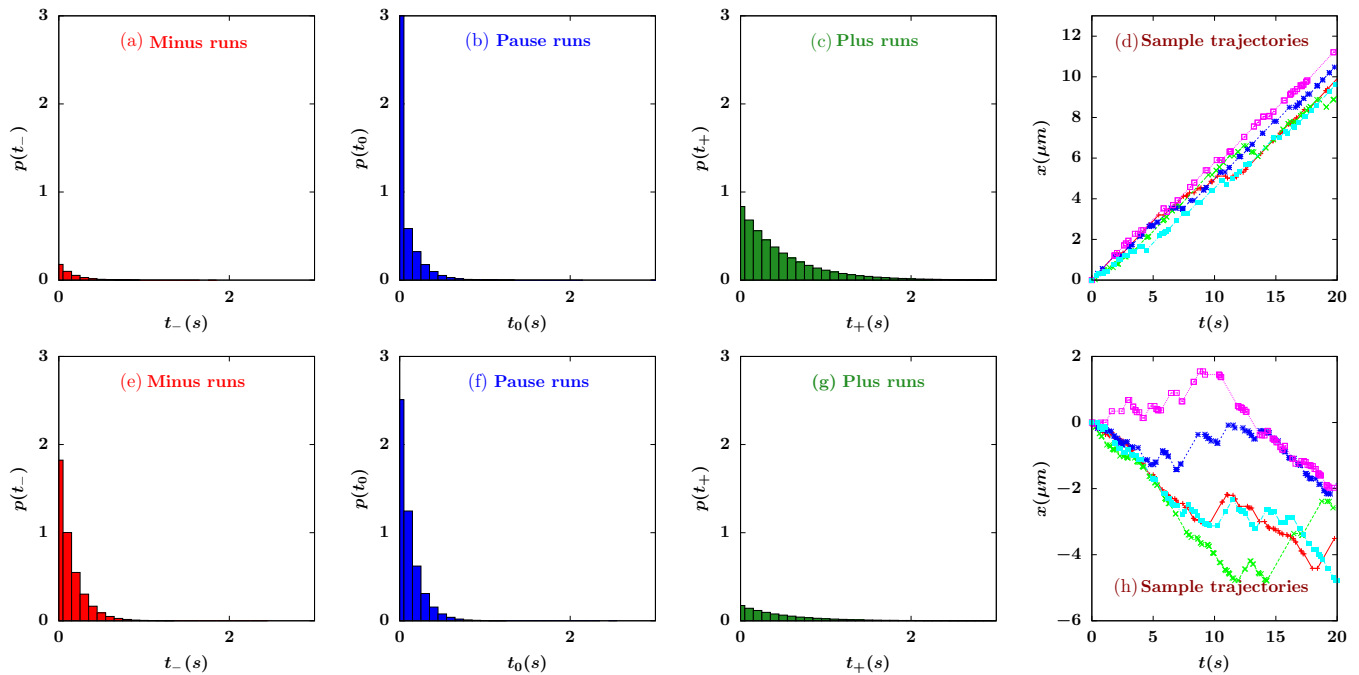 3
2
1
0
0
2
p(t−)
t−(s)
(a) Minus runs
3
2
1
0
0
2
p(t0)
t0(s)
(b) Pause runs
3
2
1
0
0
2
p(t+)
t+(s)
(c) Plus runs
12
10
8
6
4
2
0
0 5 10 15 20
x(μm)
t(s)
(d) Sample trajectories
3
2
1
0
0
2
p(t−)
t−(s)
(e) Minus runs
3
2
1
0
0
2
p(t0)
t0(s)
(f) Pause runs
3
2
1
0
0
2
p(t+)
t+(s)
(g) Plus runs
2
0
−2
−4
−6
0 5 10 15 20
x(μm)
t(s)
(h) Sample trajectories